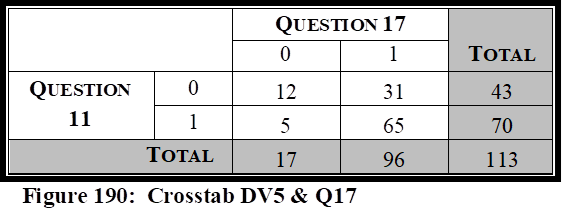 QUESTION 17
0 1 TOTAL
QUESTION 11 0 12 31 43
1 5 65 70
TOTAL 17 96 113
Figure 190: Crosstab DV5 & Q17